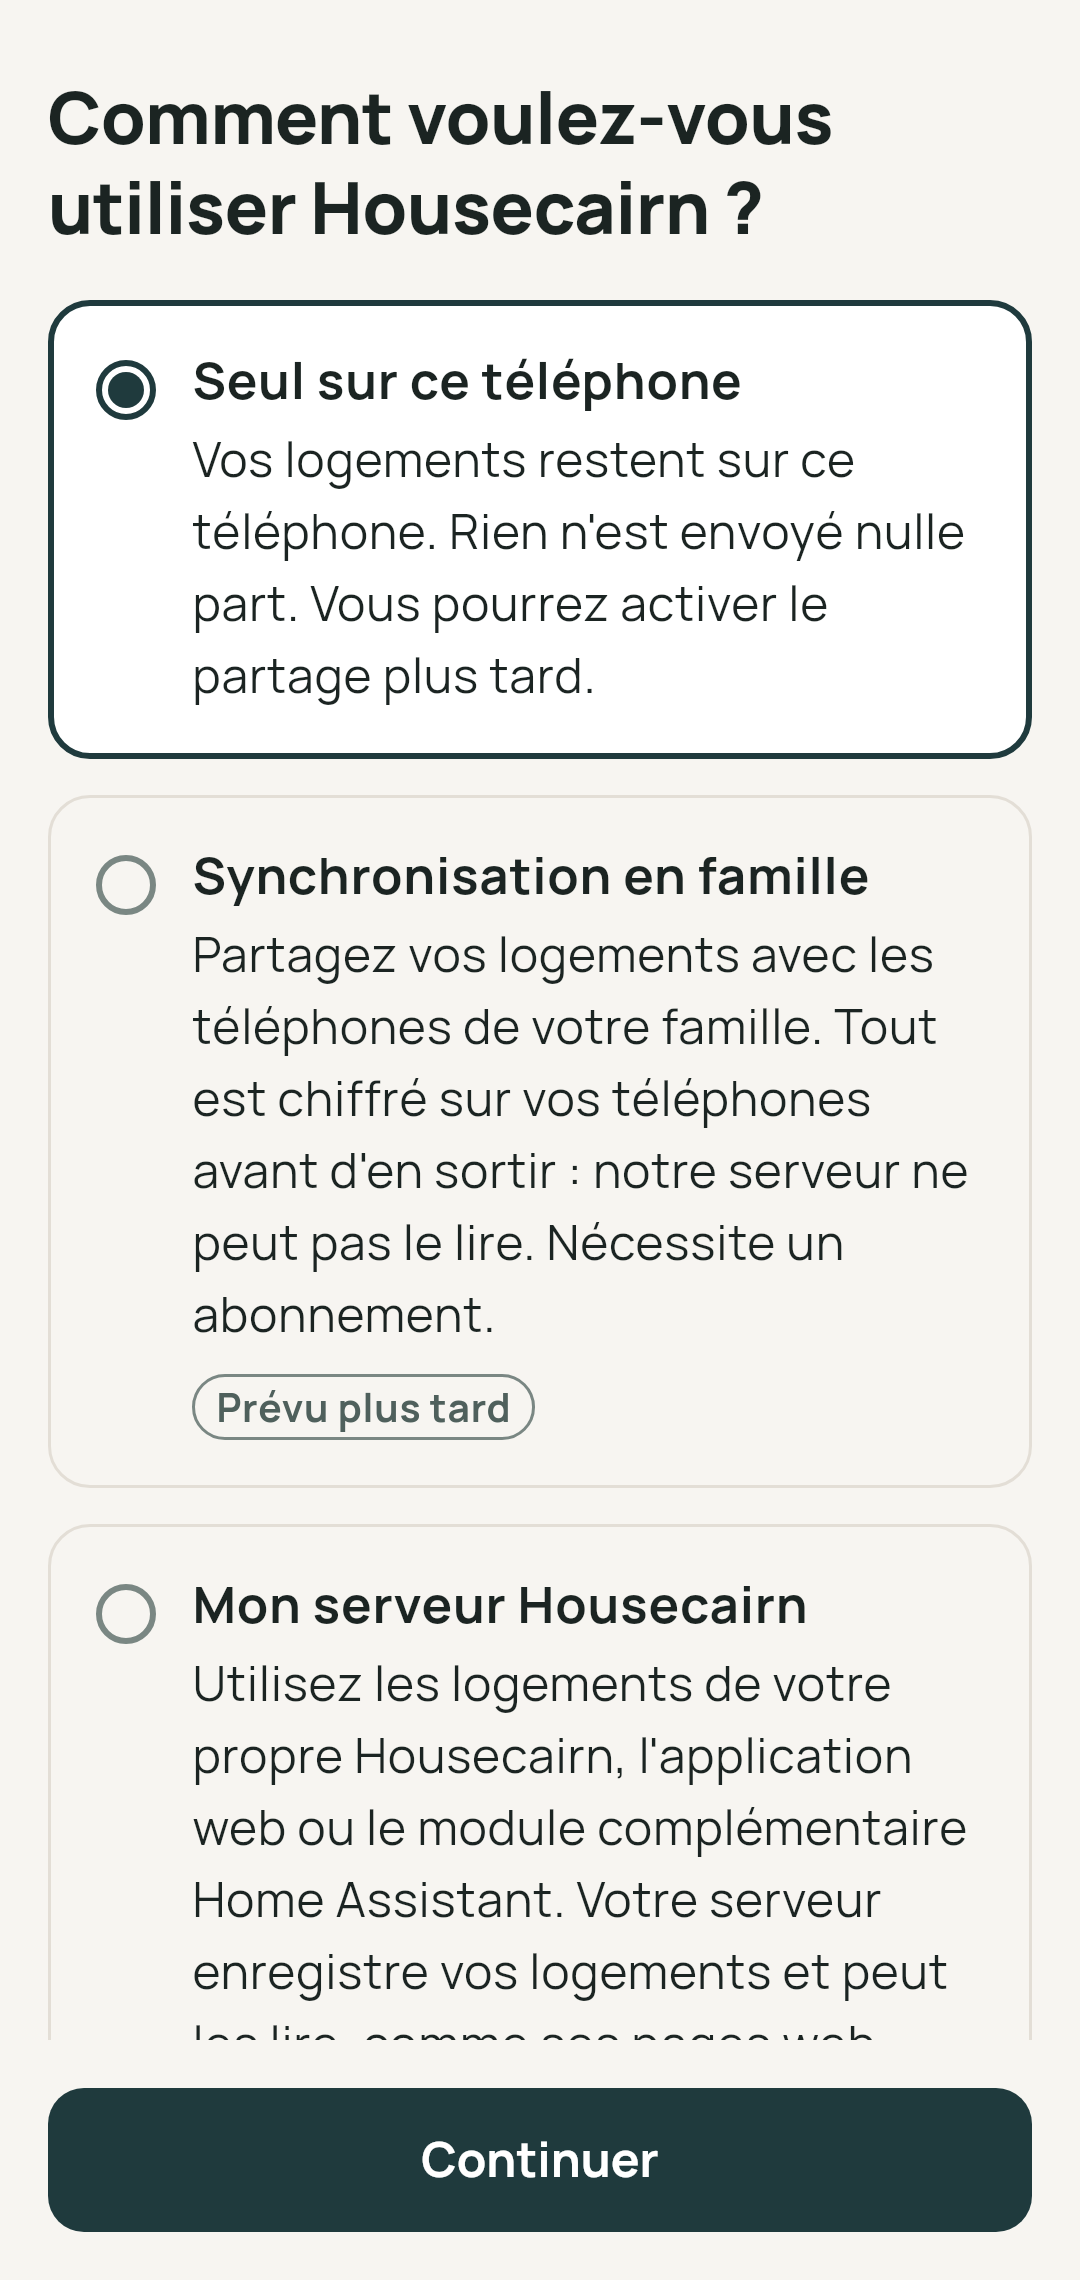 Comment voulez-vous
utiliser Housecairn ?
Seul sur ce téléphone
Vos logements restent sur ce
téléphone. Rien n'est envoyé nulle
part. Vous pourrez activer le
partage plus tard.
Synchronisation en famille
Partagez vos logements avec les
téléphones de votre famille. Tout
est chiffré sur vos téléphones
avant d'en sortir : notre serveur ne
peut pas le lire. Nécessite un
abonnement.
Prévu plus tard
Mon serveur Housecairn
Utilisez les logements de votre
propre Housecairn, l'application
web ou le module complémentaire
Home Assistant. Votre serveur
enregistre vos logements et peut
Continuer